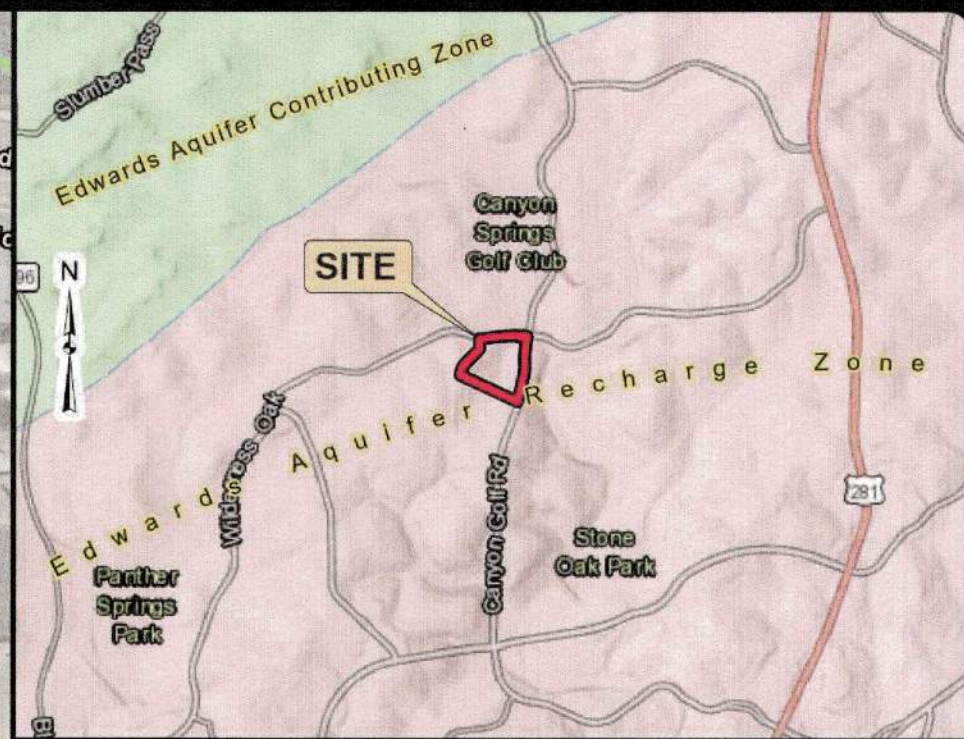 Slumber Pass
Edwards Aquifer Contributing Zone
Canyon
Springs
Golf Club
96
N
SITE
Edwards Aquifer Recharge Zone
Wilderness Oak
281
Canyon Golf Rd
Stone
Oak Park
Panther
Springs
Park